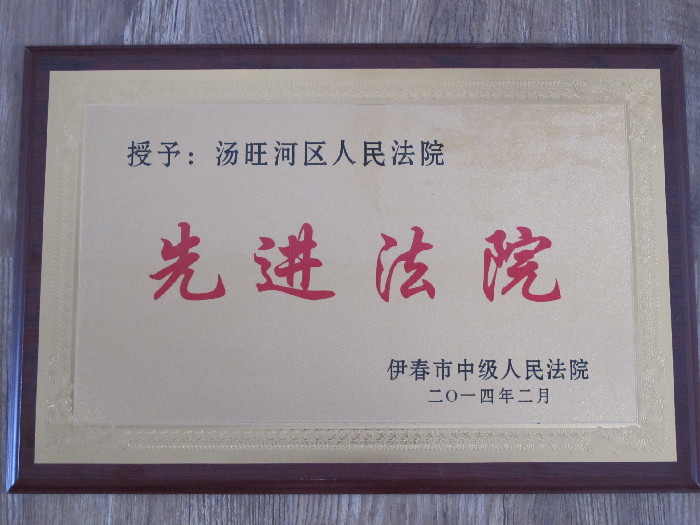 授予：汤旺河区人民法院
先进法院
伊春市中级人民法院
二〇一四年二月